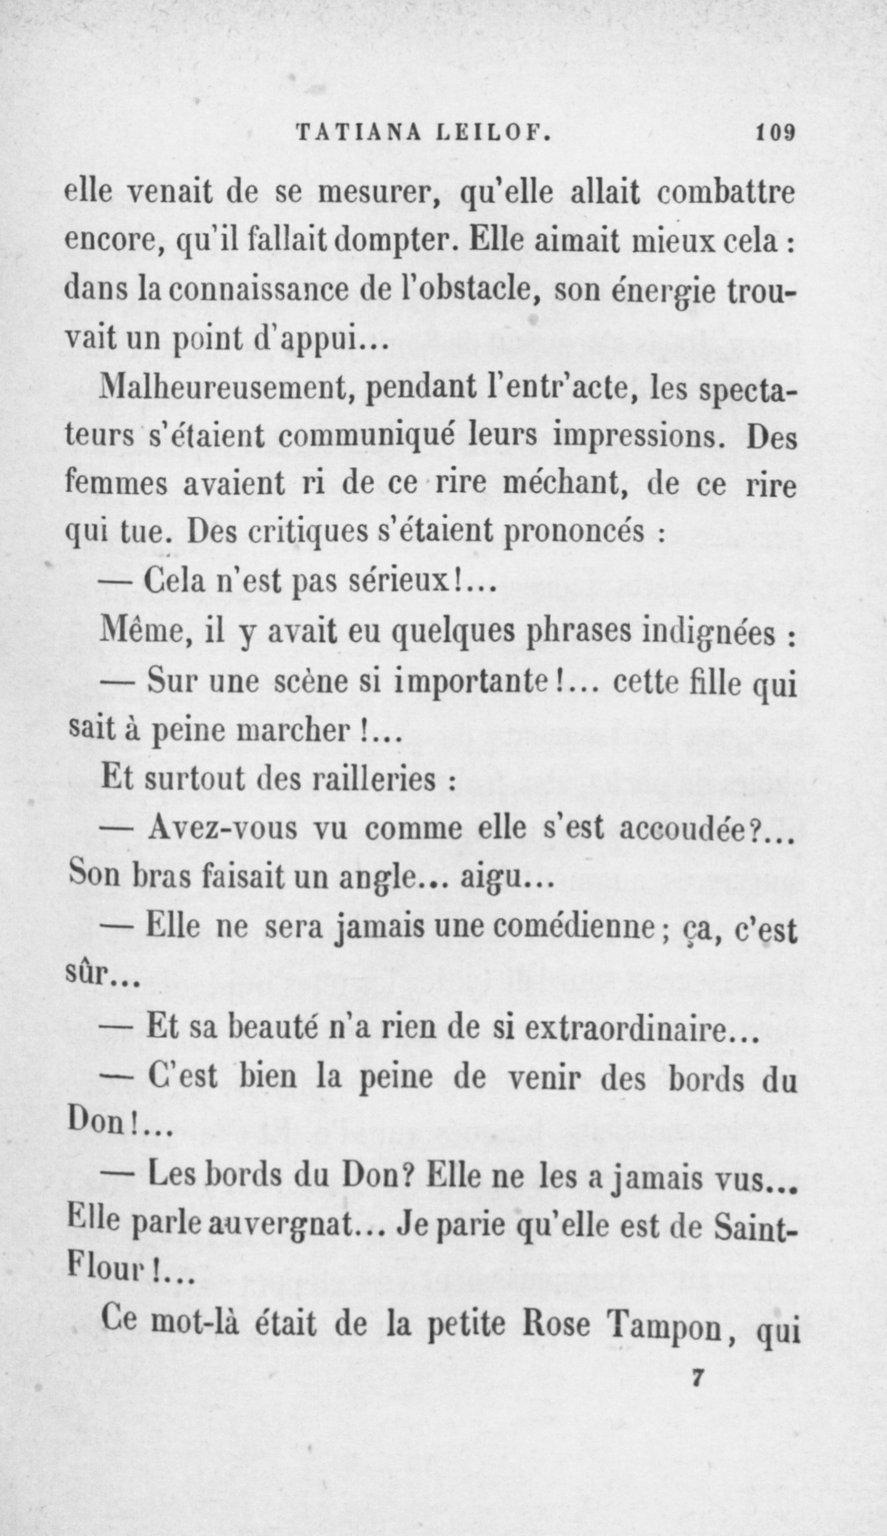 TATIANA LEILOF. 109
elle venait de se mesurer, qu'elle allait combattre
encore, qu'il fallait dompter. Elle aimait mieux cela :
dans la connaissance de l'obstacle, son énergie trou-
vait un point d'appui...
Malheureusement, pendant l'entr'acte, les specta-
teurs s'étaient communiqué leurs impressions. Des
femmes avaient ri de ce rire méchant, de ce rire
qui tue. Des critiques s'étaient prononcés :
— Cela n'est pas sérieux!...
Même, il y avait eu quelques phrases indignées :
— Sur une scène si importante!... cette fille qui
sait à peine marcher !...
Et surtout des railleries :
— Avez-vous vu comme elle s'est accoudée?...
Son bras faisait un angle... aigu...
— Elle ne sera jamais une comédienne ; ça, c'est
sûr...
— Et sa beauté n'a rien de si extraordinaire...
— C'est bien la peine de venir des bords du
Don!...
— Les bords du Don? Elle ne les a jamais vus...
Elle parle auvergnat... Je parie qu'elle est de Saint-
Flour !...
Ce mot-là était de la petite Rose Tampon, qui
7